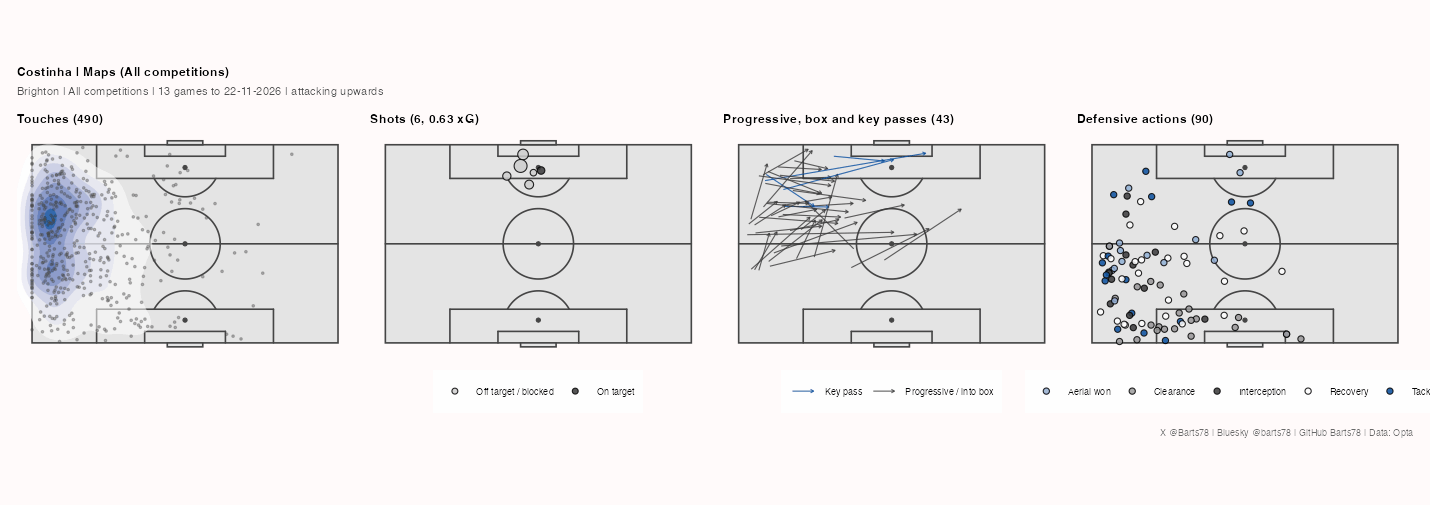 Costinha | Maps (All competitions)
Brighton | All competitions | 13 games to 22-11-2026 | attacking upwards
Touches (490)
Shots (6, 0.63 xG)
Progressive, box and key passes (43)
Defensive actions (90)
Off target / blocked
On target
Key pass
Progressive / into box
Aerial won
Clearance
Interception
Recovery
Tack
X @Barts78 | Bluesky @barts78 | GitHub Barts78 | Data: Opta